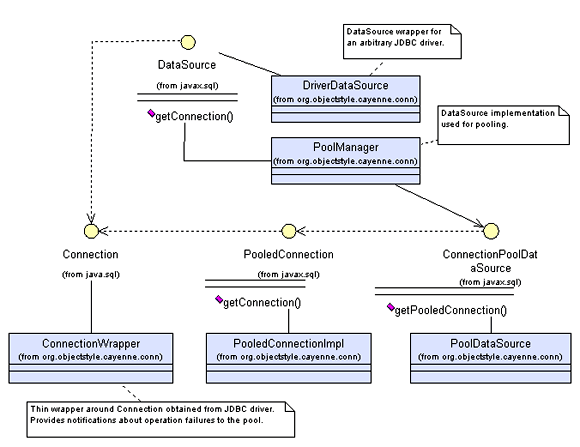 DataSource wrapper for
an arbitrary JDBC driver.
DataSource
(from javax.sql)
getConnection()
DriverDataSource
(from org.objectstyle.cayenne.conn)
DataSource implementation
used for pooling.
PoolManager
(from org.objectstyle.cayenne.conn)
Connection
(from java.sql)
PooledConnection
(from javax.sql)
getConnection()
ConnectionPoolDat
aSource
(from javax.sql)
getPooledConnection()
ConnectionWrapper
(from org.objectstyle.cayenne.conn)
PooledConnectionImpl
(from org.objectstyle.cayenne.conn)
PoolDataSource
(from org.objectstyle.cayenne.conn)
Thin wrapper around Connection obtained from JDBC driver.
Provides notifications about operation failures to the pool.